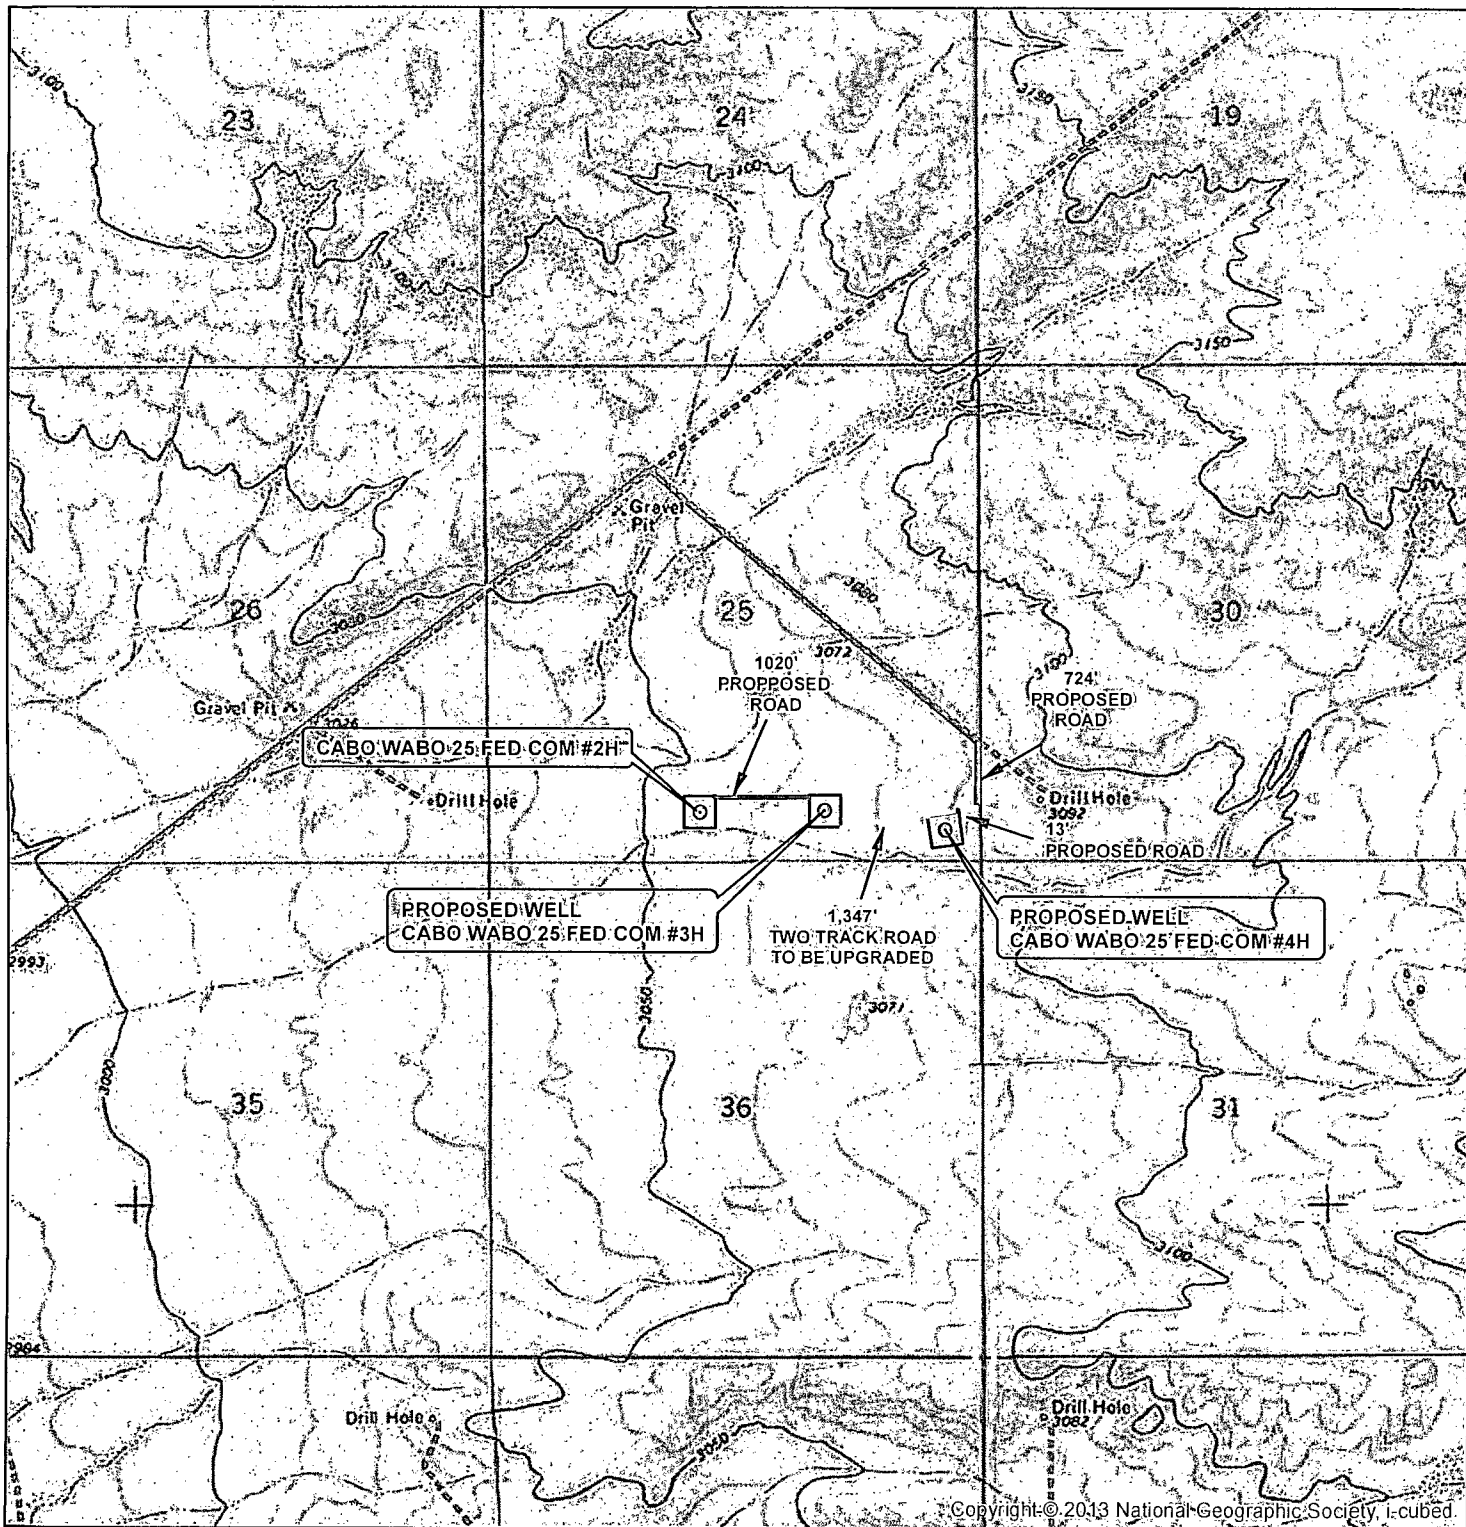 3100
23
24
3150
19
3100
3100
3150
Gravel
Pit
26
3050
25
3080
3072
30
1020'
PROPPOSED
ROAD
3100
724'
PROPOSED
ROAD
Gravel Pit
3026
CABO WABO 25 FED COM #2H
Drill Hole
Drill Hole
3092
13'
PROPOSED ROAD
PROPOSED WELL
CABO WABO 25 FED COM #3H
1,347'
TWO TRACK ROAD
TO BE UPGRADED
PROPOSED WELL
CABO WABO 25 FED COM #4H
2993
3050
3071
3000
35
36
31
3100
Drill Hole
Drill Hole
3082
3050
Copyright © 2013 National Geographic Society, i-cubed